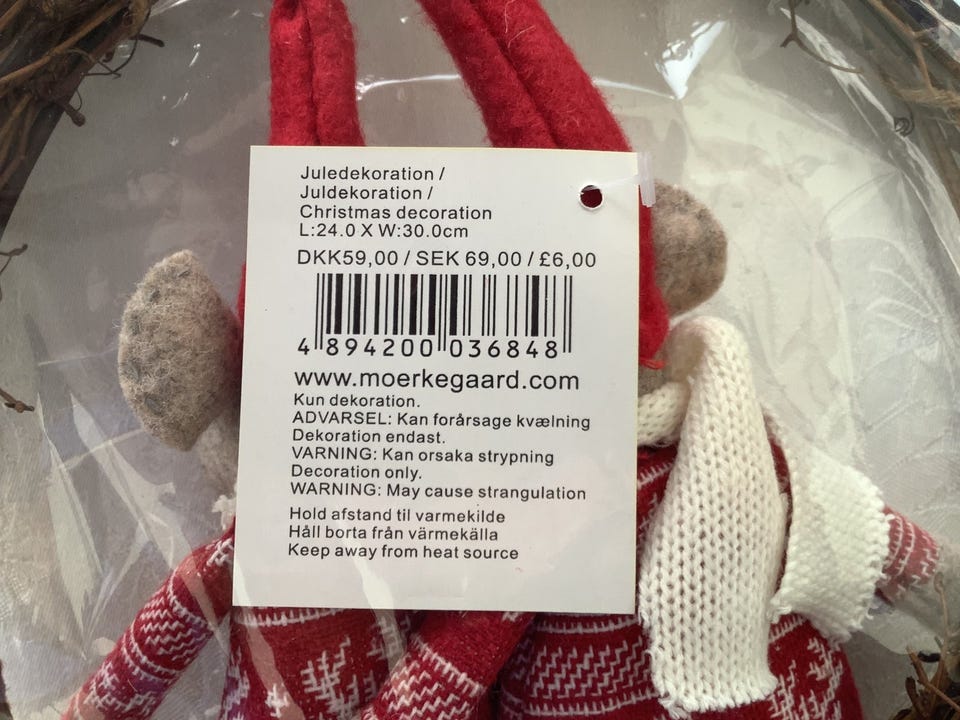 Juledekoration /
Juldekoration /
Christmas decoration
L:24.0 X W:30.0cm
DKK59,00 / SEK 69,00 / £6,00
4 894200 036848
www.moerkegaard.com
Kun dekoration.
ADVARSEL: Kan forårsage kvælning
Dekoration endast.
VARNING: Kan orsaka strypning
Decoration only.
WARNING: May cause strangulation
Hold afstand til varmekilde
Håll borta från värmekälla
Keep away from heat source